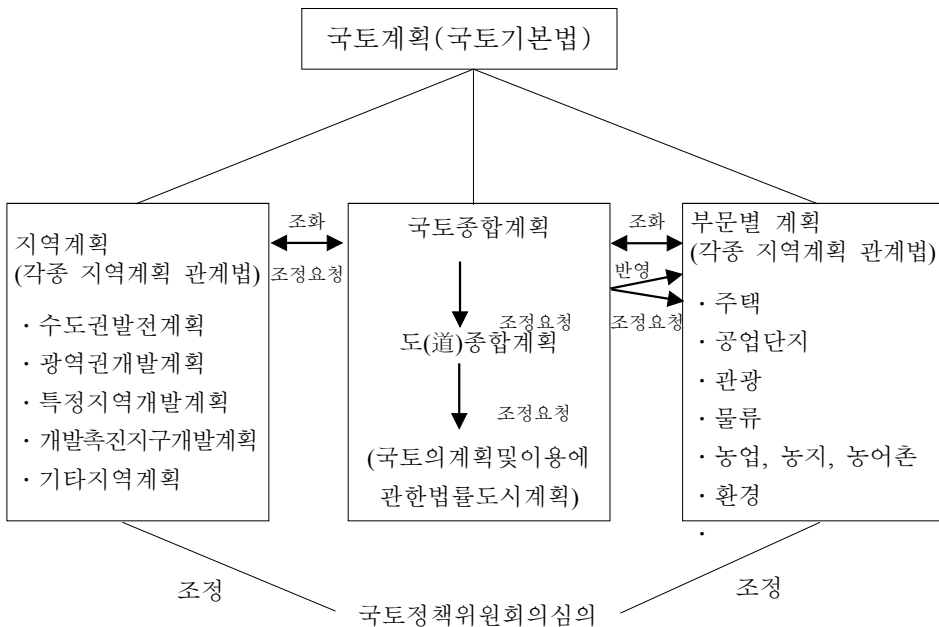 국토계획(국토기본법)
지역계획
(각종 지역계획 관계법)
· 수도권발전계획
· 광역권개발계획
· 특정지역개발계획
· 개발촉진지구개발계획
· 기타지역계획
조화
조정요청
국토종합계획
조정요청
도(道)종합계획
조정요청
(국토의계획및이용에
관한법률도시계획)
조화
반영
조정요청
부문별 계획
(각종 지역계획 관계법)
· 주택
· 공업단지
· 관광
· 물류
· 농업, 농지, 농어촌
· 환경
·
조정
국토정책위원회의심의
조정